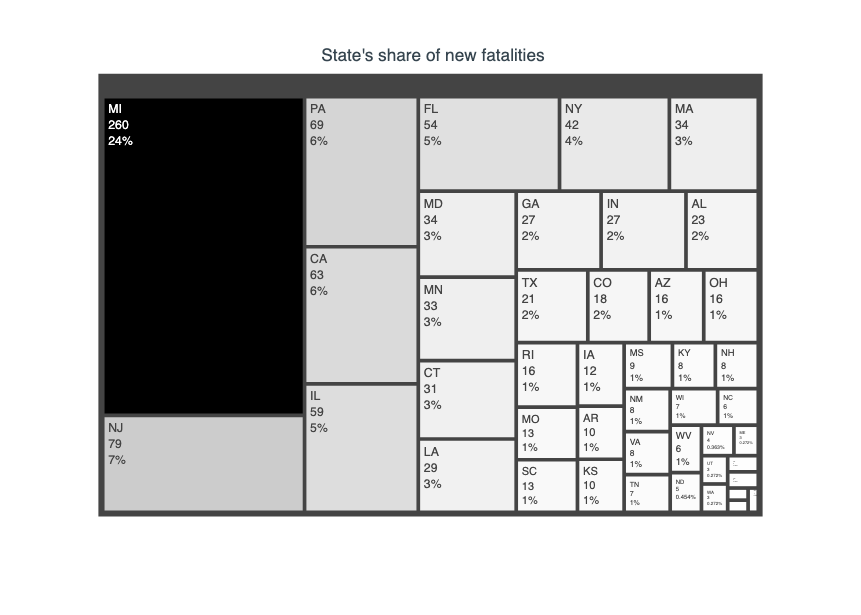 State's share of new fatalities
MI
260
24%
NJ
79
7%
PA
69
6%
CA
63
6%
IL
59
5%
FL
54
5%
NY
42
4%
MA
34
3%
MD
34
3%
MN
33
3%
CT
31
3%
LA
29
3%
GA
27
2%
IN
27
2%
AL
23
2%
TX
21
2%
CO
18
2%
AZ
16
1%
OH
16
1%
RI
16
1%
MO
13
1%
SC
13
1%
IA
12
1%
AR
10
1%
KS
10
1%
MS
9
1%
KY
8
1%
NH
8
1%
NM
8
1%
VA
8
1%
TN
7
1%
WI
7
1%
NC
6
1%
WV
6
1%
ND
5
0.454%
NV
4
0.363%
ME
3
0.272%
UT
3
0.272%
WA
3
0.272%